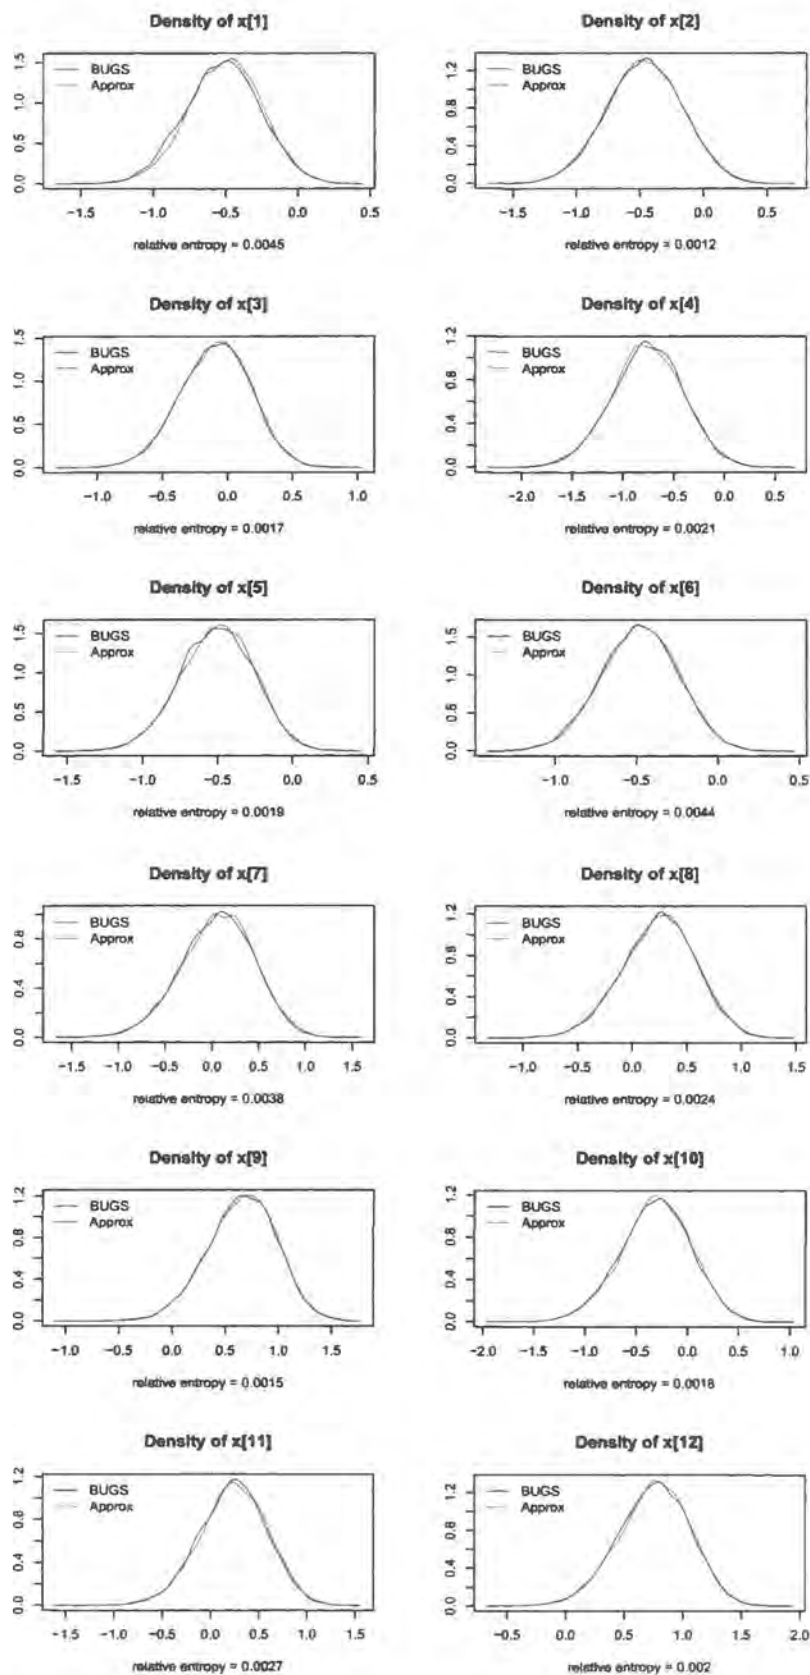 Density of x[1]
BUGS
Approx
0.0 0.5 1.0 1.5
−1.5 −1.0 −0.5 0.0 0.5
relative entropy = 0.0045
Density of x[2]
BUGS
Approx
0.0 0.4 0.8 1.2
−1.5 −1.0 −0.5 0.0 0.5
relative entropy = 0.0012
Density of x[3]
BUGS
Approx
0.0 0.5 1.0 1.5
−1.0 −0.5 0.0 0.5 1.0
relative entropy = 0.0017
Density of x[4]
BUGS
Approx
0.0 0.4 0.8 1.2
−2.0 −1.5 −1.0 −0.5 0.0 0.5
relative entropy = 0.0021
Density of x[5]
BUGS
Approx
0.0 0.5 1.0 1.5
−1.5 −1.0 −0.5 0.0 0.5
relative entropy = 0.0019
Density of x[6]
BUGS
Approx
0.0 0.5 1.0 1.5
−1.0 −0.5 0.0 0.5
relative entropy = 0.0044
Density of x[7]
BUGS
Approx
0.0 0.4 0.8
−1.5 −1.0 −0.5 0.0 0.5 1.0 1.5
relative entropy = 0.0038
Density of x[8]
BUGS
Approx
0.0 0.4 0.8 1.2
−1.0 −0.5 0.0 0.5 1.0 1.5
relative entropy = 0.0024
Density of x[9]
BUGS
Approx
0.0 0.4 0.8 1.2
−1.0 −0.5 0.0 0.5 1.0 1.5
relative entropy = 0.0015
Density of x[10]
BUGS
Approx
0.0 0.4 0.8 1.2
−2.0 −1.5 −1.0 −0.5 0.0 0.5 1.0
relative entropy = 0.0018
Density of x[11]
BUGS
Approx
0.0 0.4 0.8 1.2
−1.5 −1.0 −0.5 0.0 0.5 1.0 1.5
relative entropy = 0.0027
Density of x[12]
BUGS
Approx
0.0 0.4 0.8 1.2
−0.5 0.0 0.5 1.0 1.5 2.0
relative entropy = 0.002